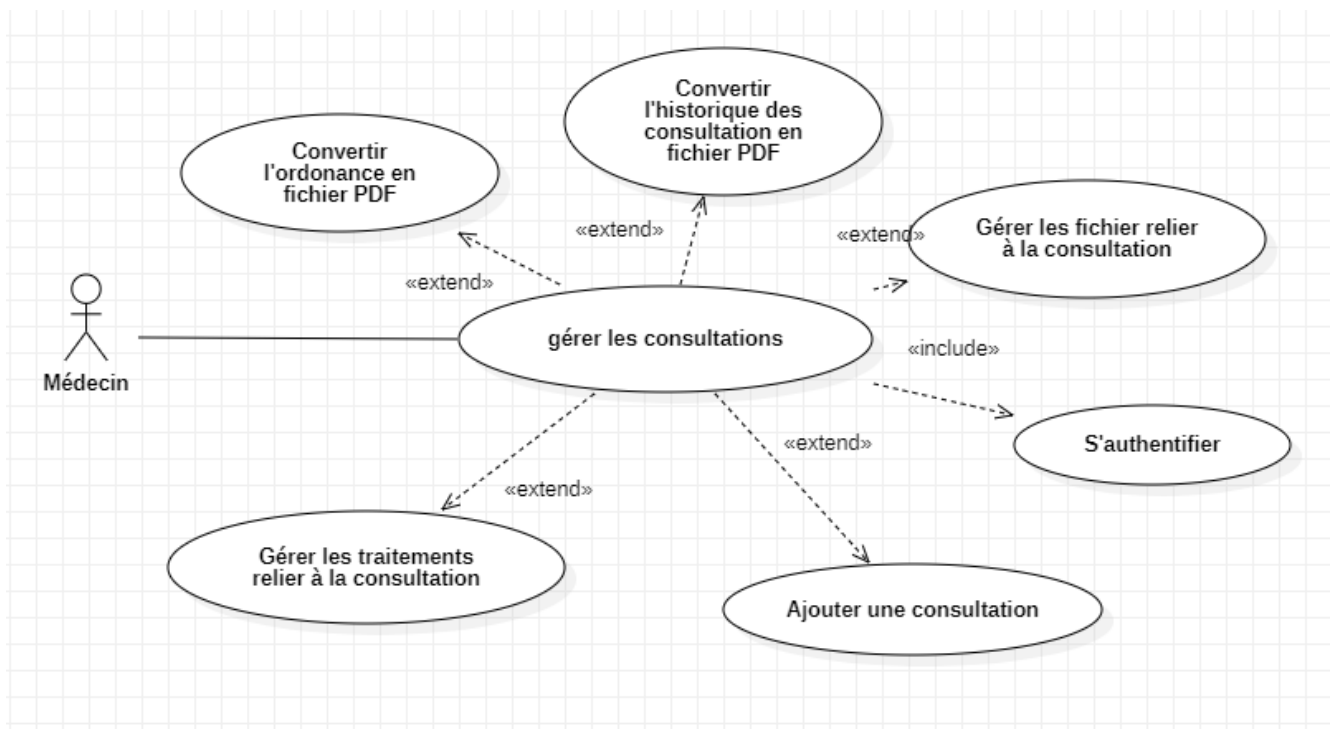 Convertir
l'historique des
consultation en
fichier PDF
Convertir
l'ordonance en
fichier PDF
«extend»
«extend»
Gérer les fichier relier
à la consultation
«extend»
gérer les consultations
«include»
Médecin
S'authentifier
«extend»
«extend»
Gérer les traitements
relier à la consultation
Ajouter une consultation